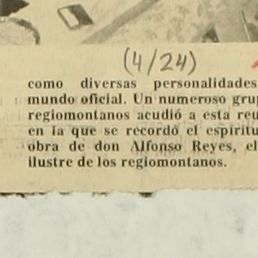 (4/24)
como diversas personalidades
mundo oficial. Un numeroso gru
regiomontanos acudió a esta reu
en la que se recordó el espíritu
obra de don Alfonso Reyes, el
ilustre de los regiomontanos.